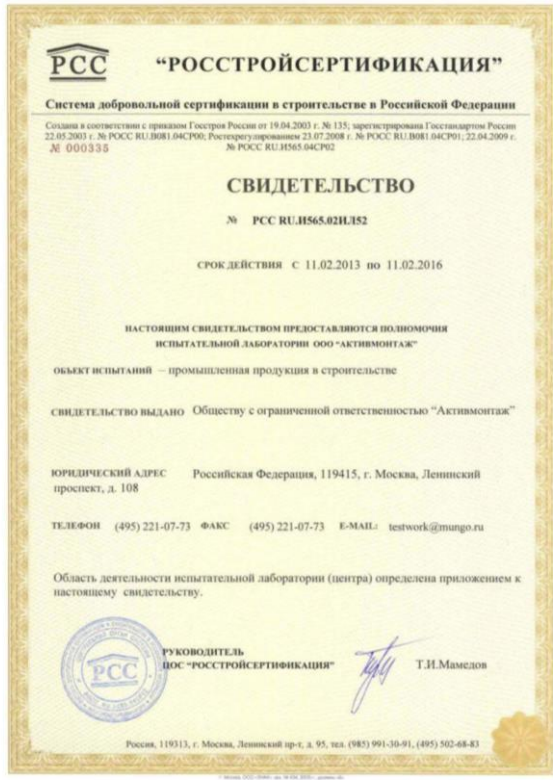 РСС
"РОССТРОЙСЕРТИФИКАЦИЯ"
Система добровольной сертификации в строительстве в Российской Федерации
Создана в соответствии с приказом Госстроя России от 19.04.2003 г. № 135; зарегистрирована Госстандартом России
22.05.2003 г. № РОСС RU.В081.04СР00; Ростехрегулированием 23.07.2008 г. № РОСС RU.В081.04СР01; 22.04.2009 г.
№ 000335
№ РОСС RU.И565.04СР02
СВИДЕТЕЛЬСТВО
№ РСС RU.И565.02ИЛ52
СРОК ДЕЙСТВИЯ С 11.02.2013 по 11.02.2016
НАСТОЯЩИМ СВИДЕТЕЛЬСТВОМ ПРЕДОСТАВЛЯЮТСЯ ПОЛНОМОЧИЯ
ИСПЫТАТЕЛЬНОЙ ЛАБОРАТОРИИ ООО "АКТИВМОНТАЖ"
ОБЪЕКТ ИСПЫТАНИЙ – промышленная продукция в строительстве
СВИДЕТЕЛЬСТВО ВЫДАНО Обществу с ограниченной ответственностью "Активмонтаж"
ЮРИДИЧЕСКИЙ АДРЕС Российская Федерация, 119415, г. Москва, Ленинский
проспект, д. 108
ТЕЛЕФОН (495) 221-07-73 ФАКС (495) 221-07-73 E-MAIL: testwork@mungo.ru
Область деятельности испытательной лаборатории (центра) определена приложением к
настоящему свидетельству.
РУКОВОДИТЕЛЬ
ЦОС "РОССТРОЙСЕРТИФИКАЦИЯ"
Т.И.Мамедов
РСС
Россия, 119313, г. Москва, Ленинский пр-т, д. 95, тел. (985) 991-30-91, (495) 502-68-83